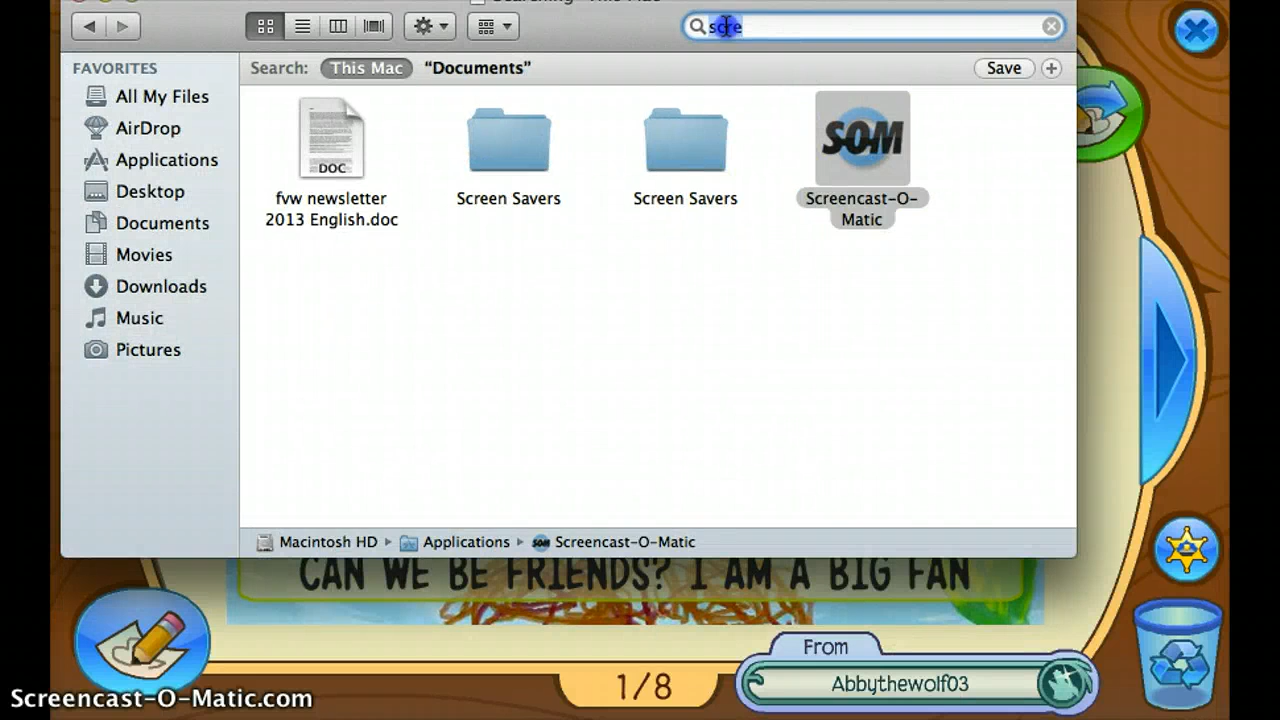 scre
Search: This Mac "Documents" Save
FAVORITES
All My Files
AirDrop
Applications
Desktop
Documents
Movies
Downloads
Music
Pictures
DOC
fvw newsletter
2013 English.doc
Screen Savers
Screen Savers
SOM
Screencast-O-
Matic
Macintosh HD Applications SOM Screencast-O-Matic
CAN WE BE FRIENDS? I AM A BIG FAN
From
1/8
Abbythewolf03
Screencast-O-Matic.com